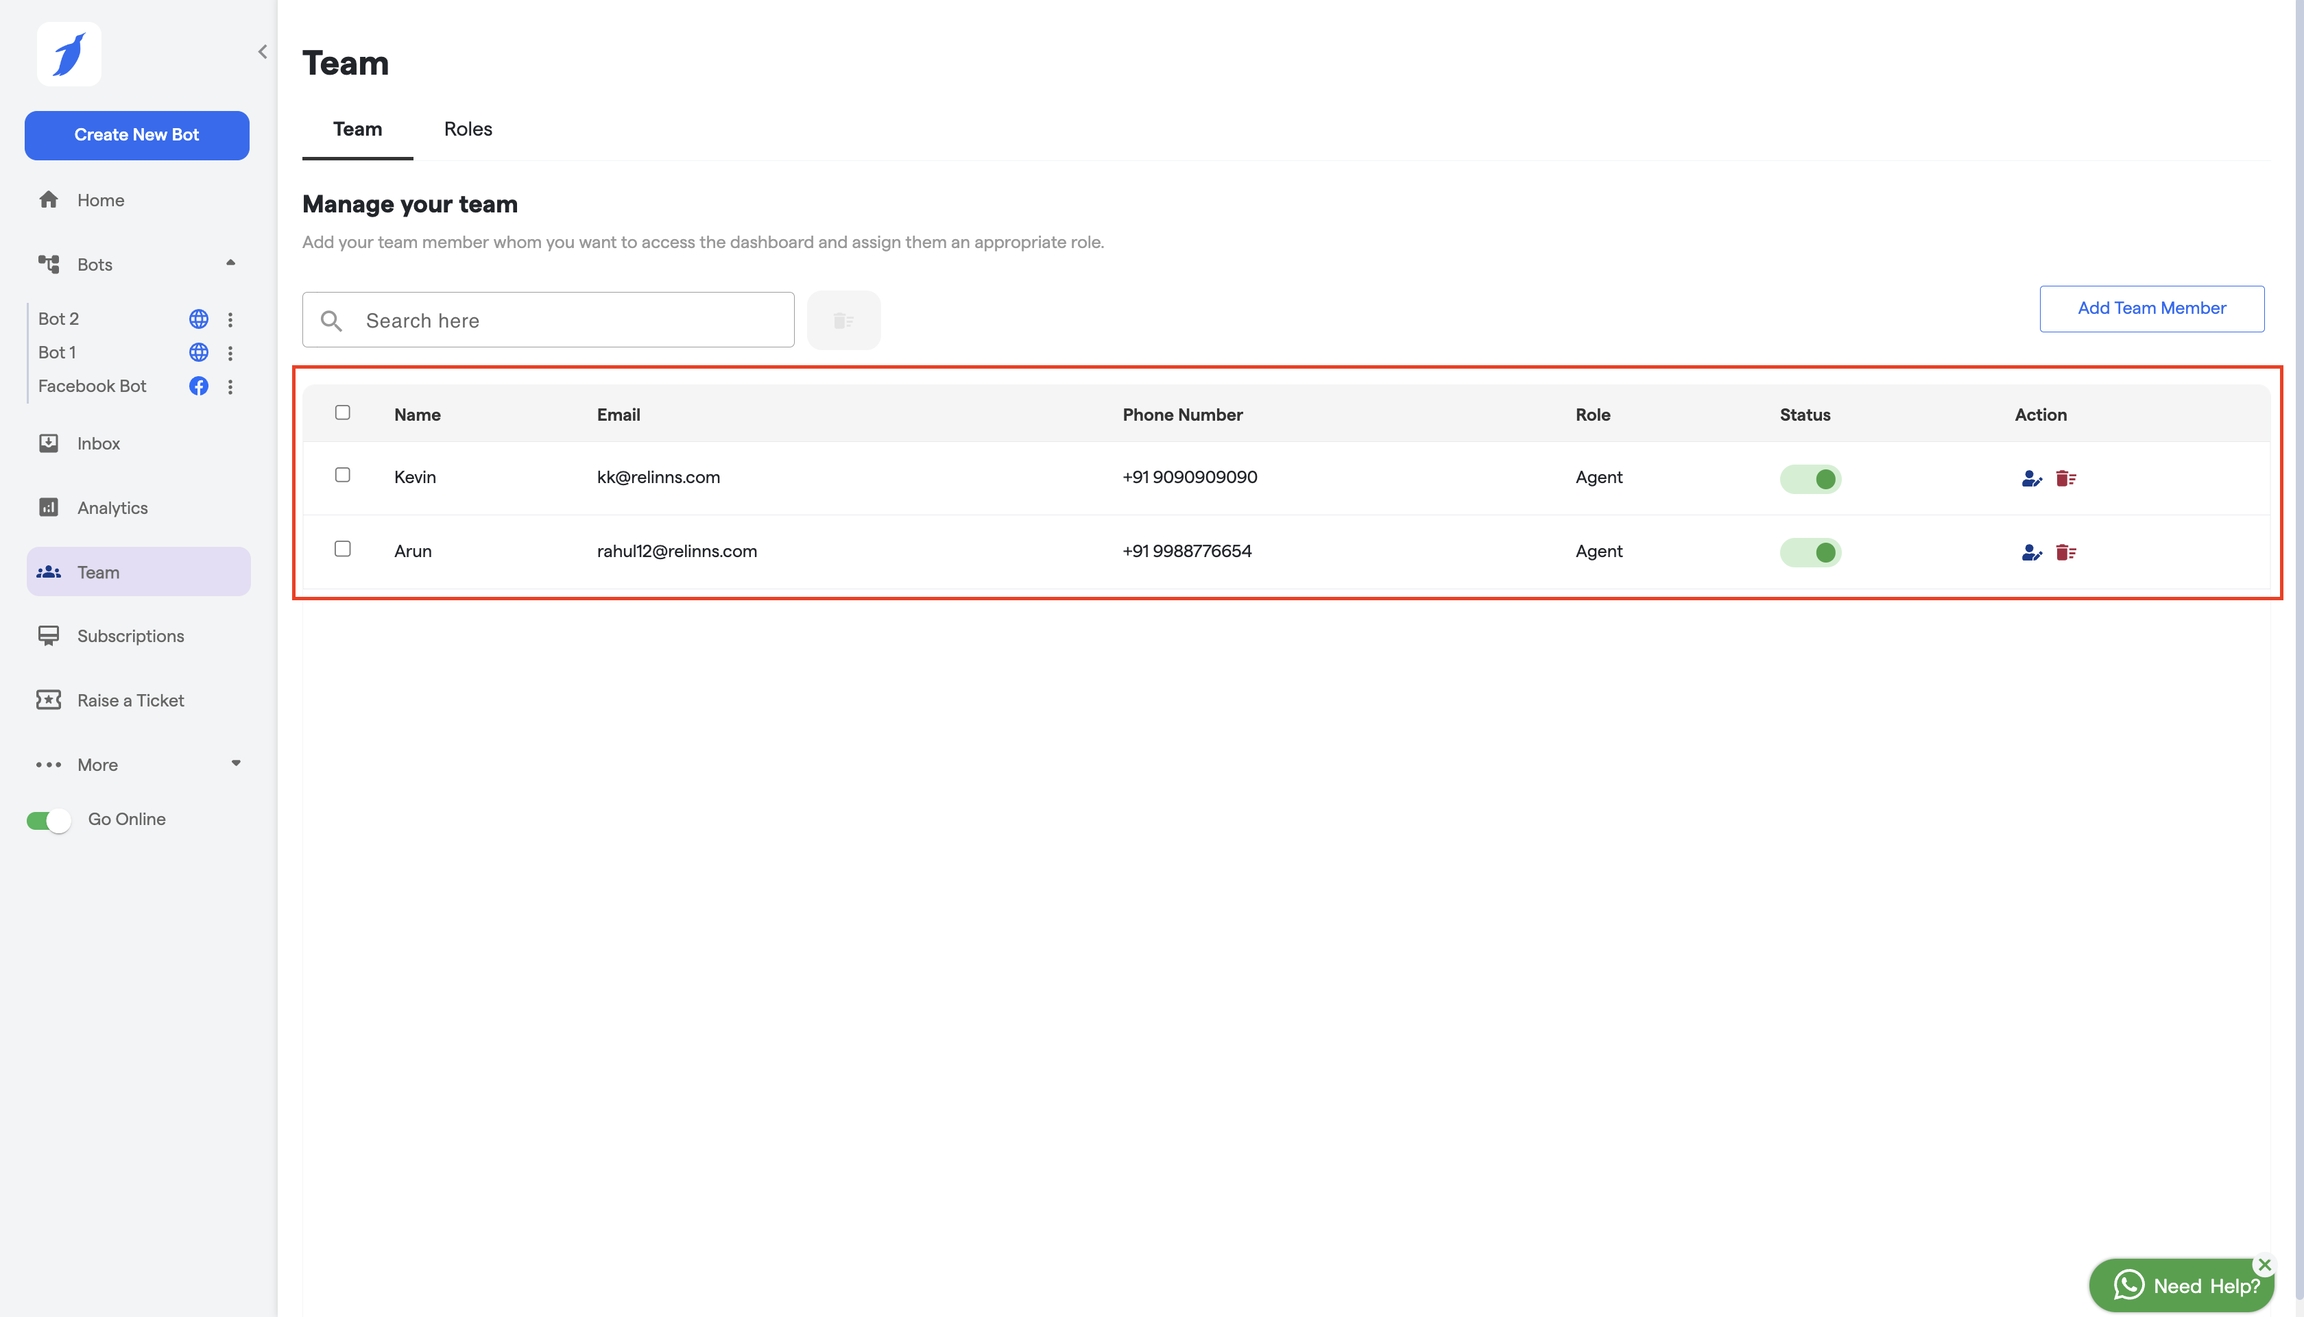 Create New Bot
Home
Bots
Bot 2
Bot 1
Facebook Bot
Inbox
Analytics
Team
Subscriptions
Raise a Ticket
More
Go Online
Team
Team Roles
Manage your team
Add your team member whom you want to access the dashboard and assign them an appropriate role.
Search here
Add Team Member
Name Email Phone Number Role Status Action
Kevin kk@relinns.com +91 9090909090 Agent
Arun rahul12@relinns.com +91 9988776654 Agent
Need Help?